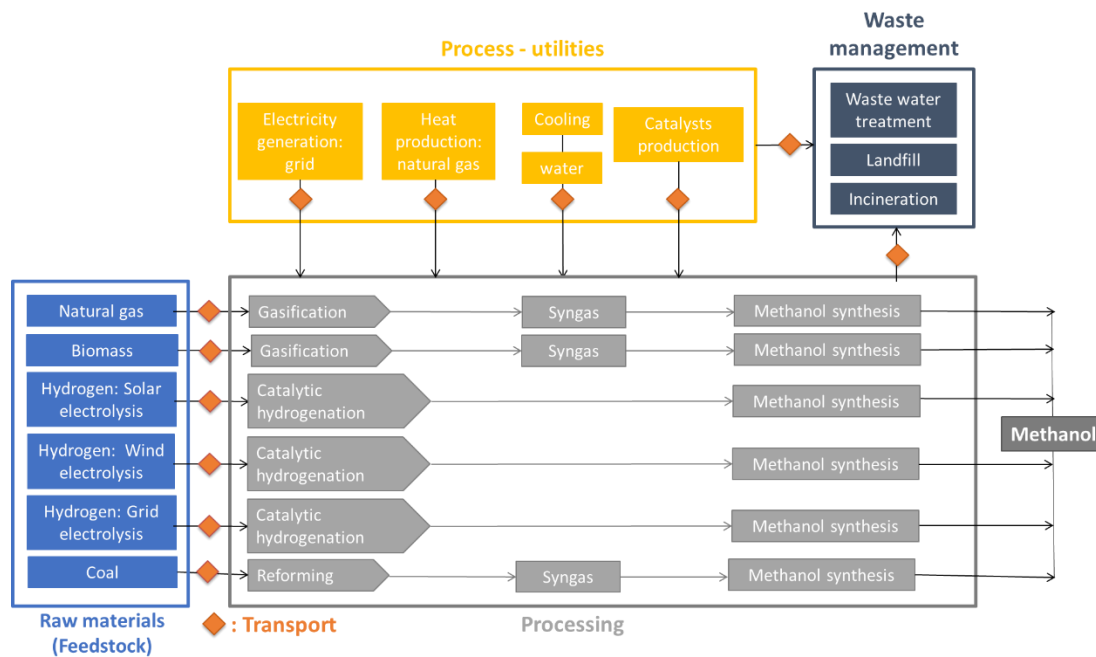 Process - utilities
Waste
management
Electricity
generation:
grid
Heat
production:
natural gas
Cooling
water
Catalysts
production
Waste water
treatment
Landfill
Incineration
Natural gas
Gasification
Syngas
Methanol synthesis
Biomass
Gasification
Syngas
Methanol synthesis
Hydrogen: Solar
electrolysis
Catalytic
hydrogenation
Methanol synthesis
Methanol
Hydrogen: Wind
electrolysis
Catalytic
hydrogenation
Methanol synthesis
Hydrogen: Grid
electrolysis
Catalytic
hydrogenation
Methanol synthesis
Coal
Reforming
Syngas
Methanol synthesis
Raw materials
(Feedstock)
: Transport
Processing